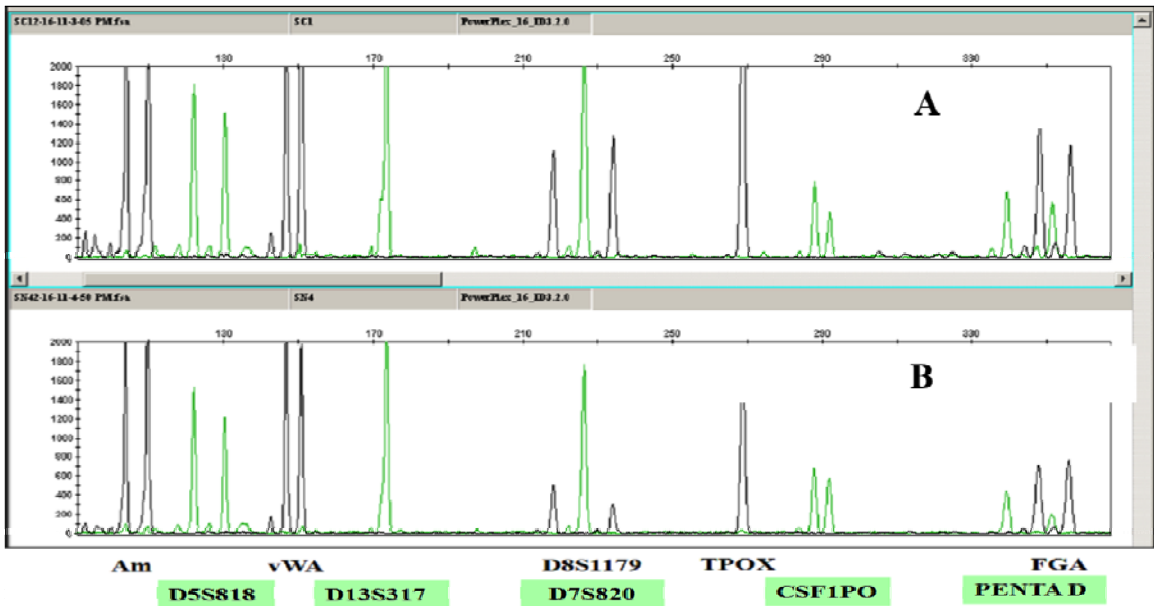 SC12-16-11-3-05 PM.fsa SC1 PowerPlex_16_ID3.2.0
130 170 210 250 290 330
2000
1800
1600
1400
1200
1000
800
600
400
200
0
A
SN42-16-11-4-50 PM.fsa SN4 PowerPlex_16_ID3.2.0
130 170 210 250 290 330
2000
1800
1600
1400
1200
1000
800
600
400
200
0
B
Am vWA D8S1179 TPOX FGA
D5S818 D13S317 D7S820 CSF1PO PENTA D